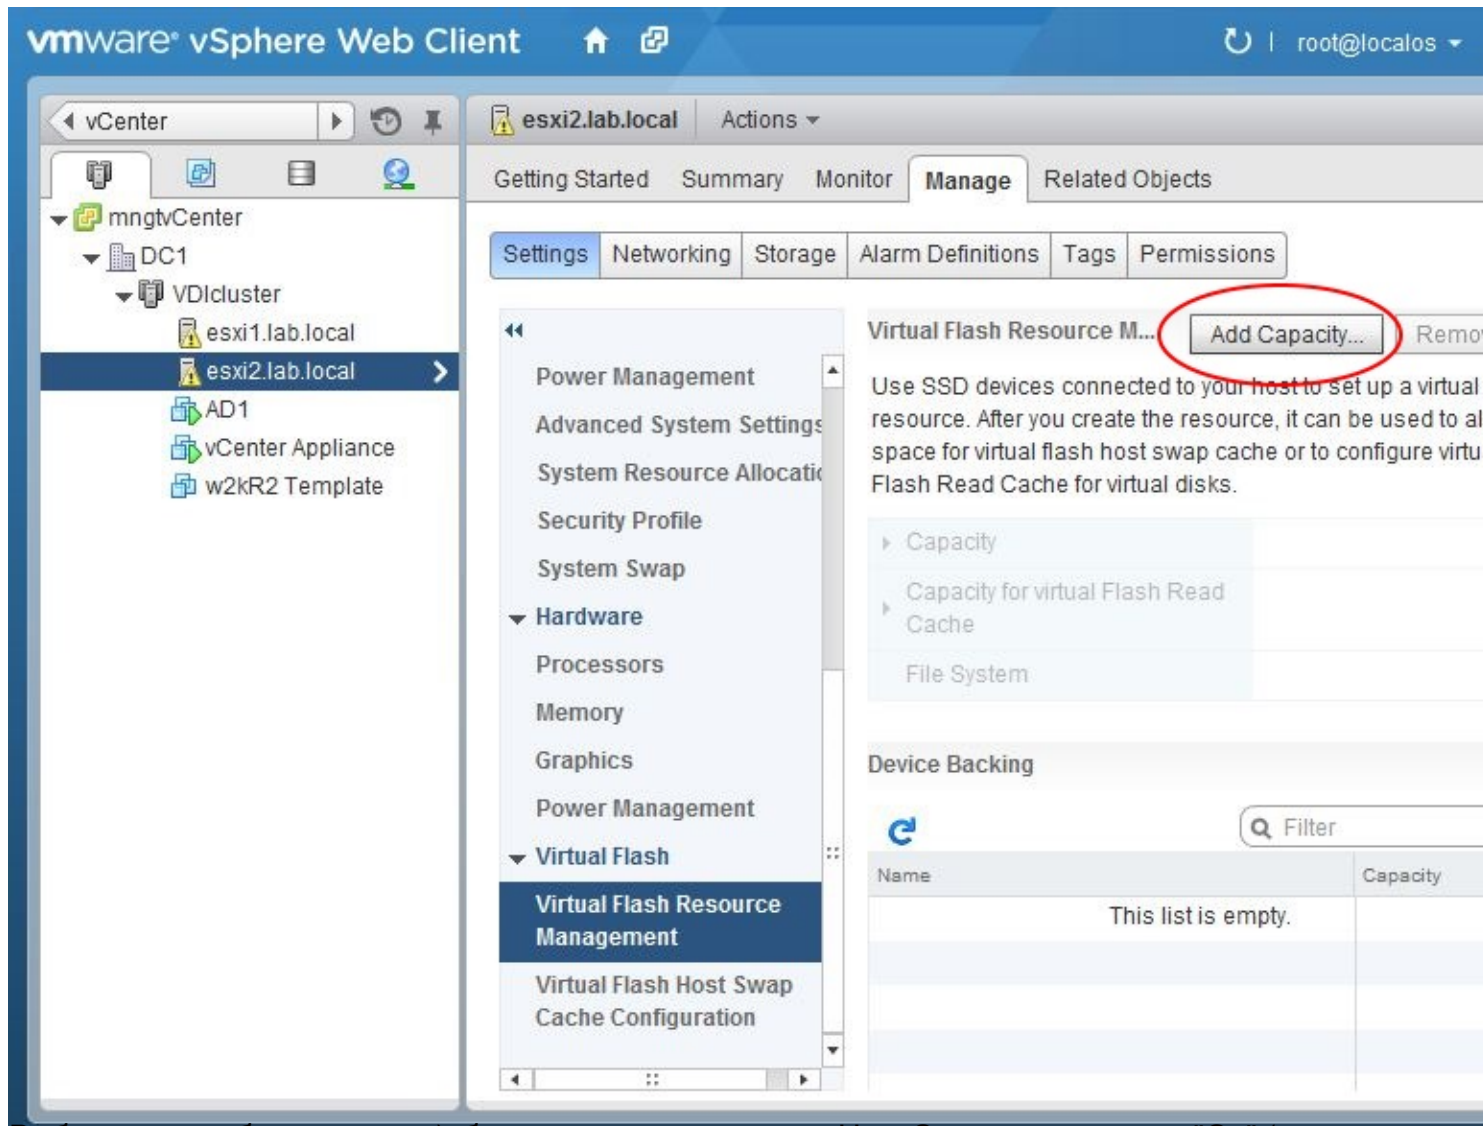 vmware® vSphere Web Client
root@localos
vCenter
esxi2.lab.local Actions
Getting Started Summary Monitor Manage Related Objects
mngtvCenter
DC1
VDIcluster
esxi1.lab.local
esxi2.lab.local
AD1
vCenter Appliance
w2kR2 Template
Settings Networking Storage Alarm Definitions Tags Permissions
Power Management
Advanced System Settings
System Resource Allocatio
Security Profile
System Swap
Hardware
Processors
Memory
Graphics
Power Management
Virtual Flash
Virtual Flash Resource
Management
Virtual Flash Host Swap
Cache Configuration
Virtual Flash Resource M... Add Capacity... Remov
Use SSD devices connected to your host to set up a virtual
resource. After you create the resource, it can be used to al
space for virtual flash host swap cache or to configure virtu
Flash Read Cache for virtual disks.
Capacity
Capacity for virtual Flash Read
Cache
File System
Device Backing
Filter
Name Capacity
This list is empty.